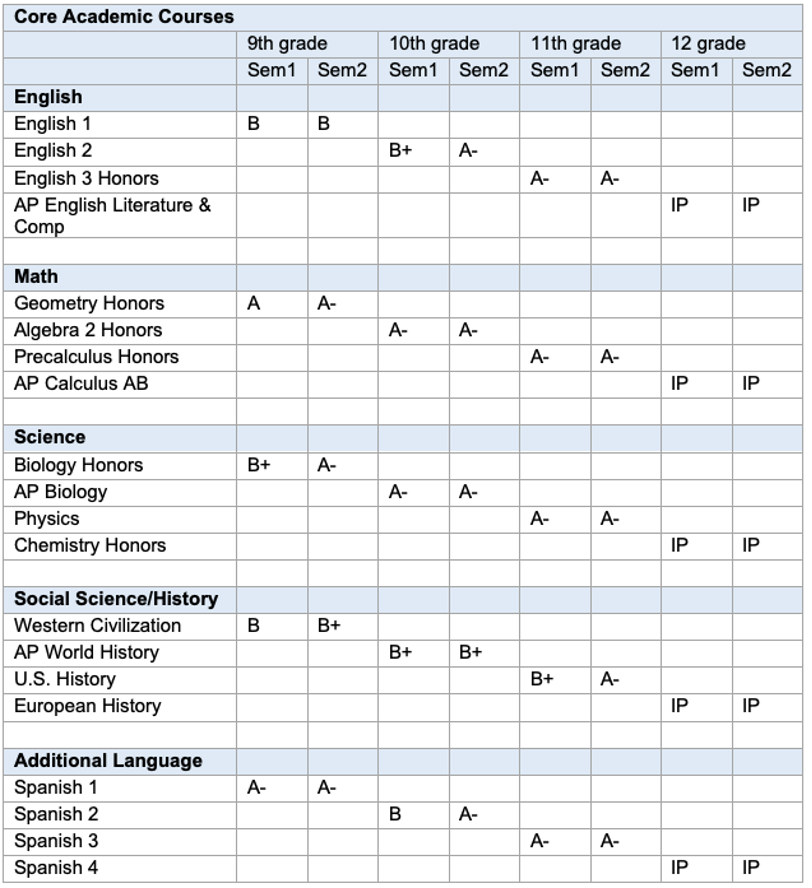 Core Academic Courses
9th grade 10th grade 11th grade 12 grade
Sem1 Sem2 Sem1 Sem2 Sem1 Sem2 Sem1 Sem2
English
English 1 B B
English 2 B+ A-
English 3 Honors A- A-
AP English Literature & IP IP
Comp
Math
Geometry Honors A A-
Algebra 2 Honors A- A-
Precalculus Honors A- A-
AP Calculus AB IP IP
Science
Biology Honors B+ A-
AP Biology A- A-
Physics A- A-
Chemistry Honors IP IP
Social Science/History
Western Civilization B B+
AP World History B+ B+
U.S. History B+ A-
European History IP IP
Additional Language
Spanish 1 A- A-
Spanish 2 B A-
Spanish 3 A- A-
Spanish 4 IP IP